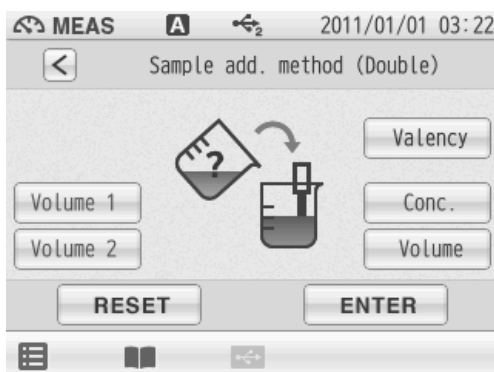 MEAS A 2 2011/01/01 03:22
< Sample add. method (Double)
?
Valency
Volume 1 Conc.
Volume 2 Volume
RESET ENTER